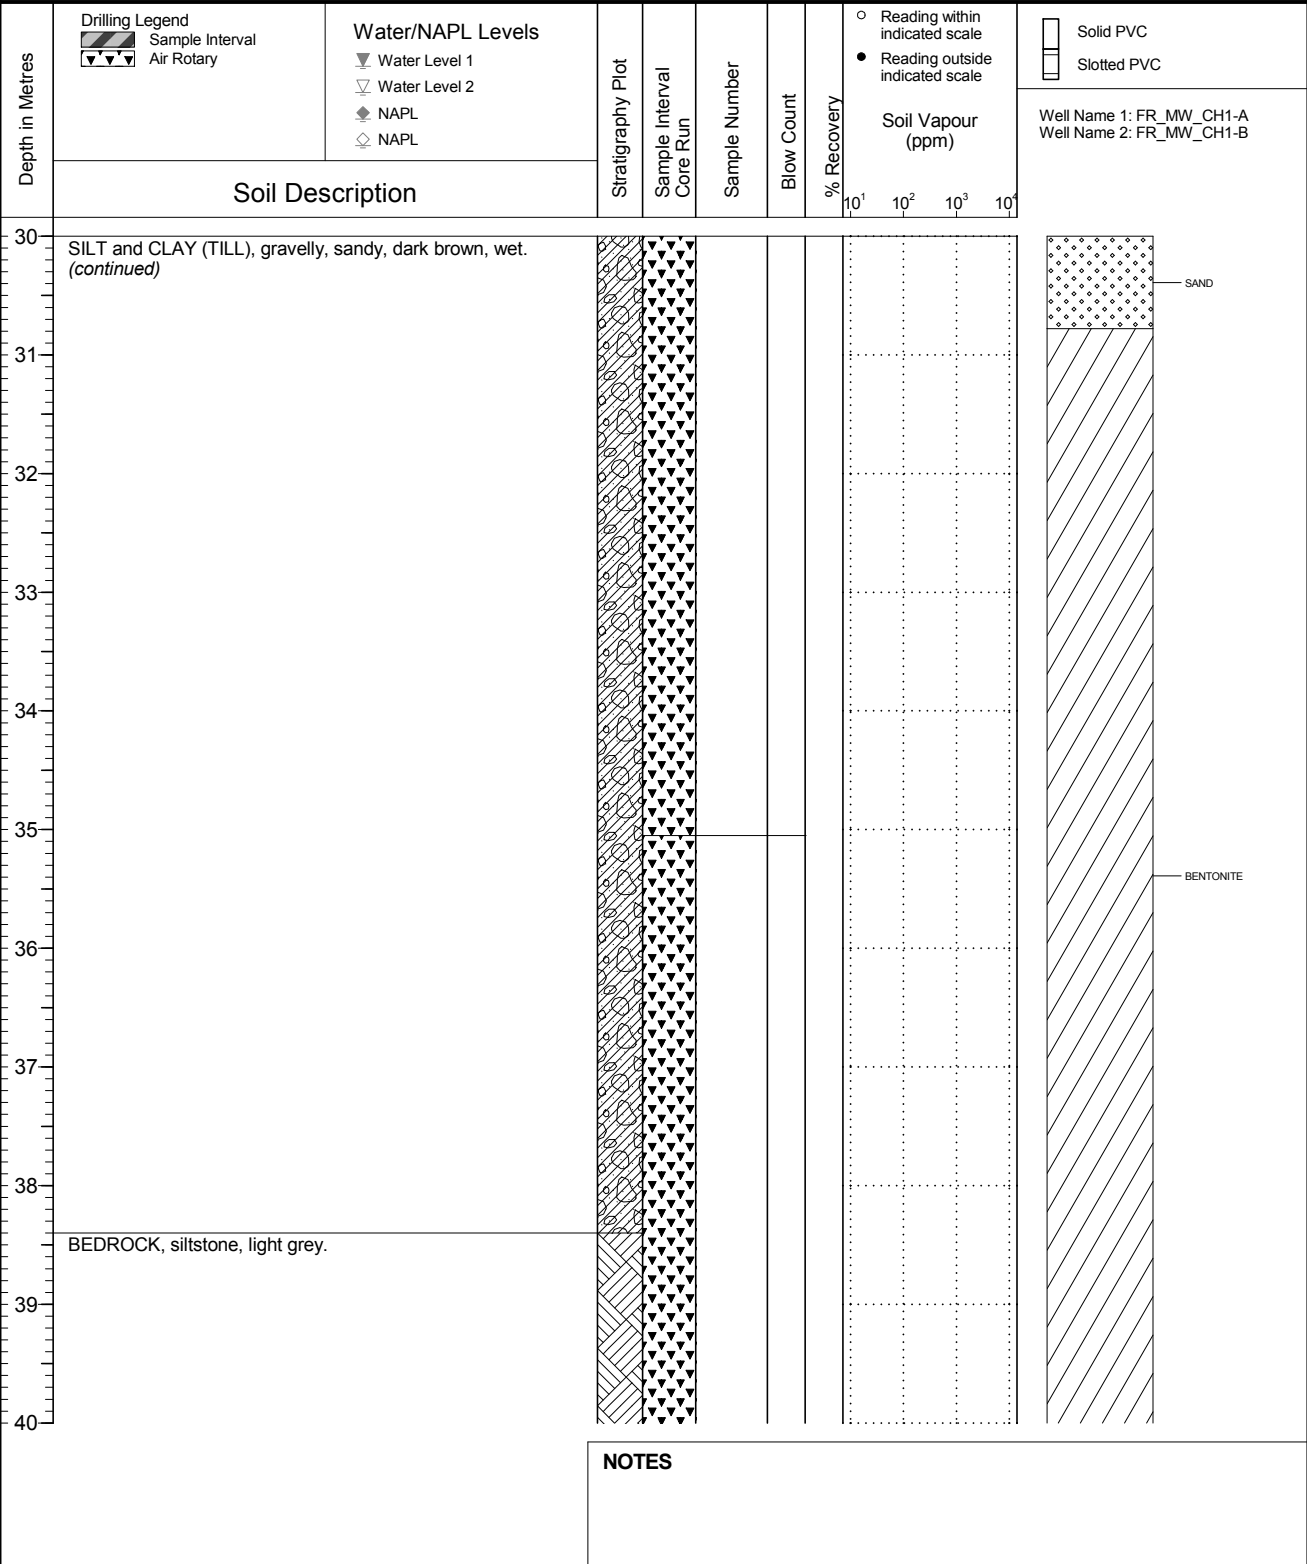 Depth in Metres
Drilling Legend
Sample Interval
Air Rotary
Water/NAPL Levels
Water Level 1
Water Level 2
NAPL
NAPL
Soil Description
Stratigraphy Plot
Sample Interval
Core Run
Sample Number
Blow Count
% Recovery
Reading within
indicated scale
Reading outside
indicated scale
Soil Vapour
(ppm)
10¹ 10² 10³ 10⁴
Solid PVC
Slotted PVC
Well Name 1: FR_MW_CH1-A
Well Name 2: FR_MW_CH1-B
30
SILT and CLAY (TILL), gravelly, sandy, dark brown, wet.
(continued)
SAND
31
32
33
34
35
BENTONITE
36
37
38
BEDROCK, siltstone, light grey.
39
40
NOTES